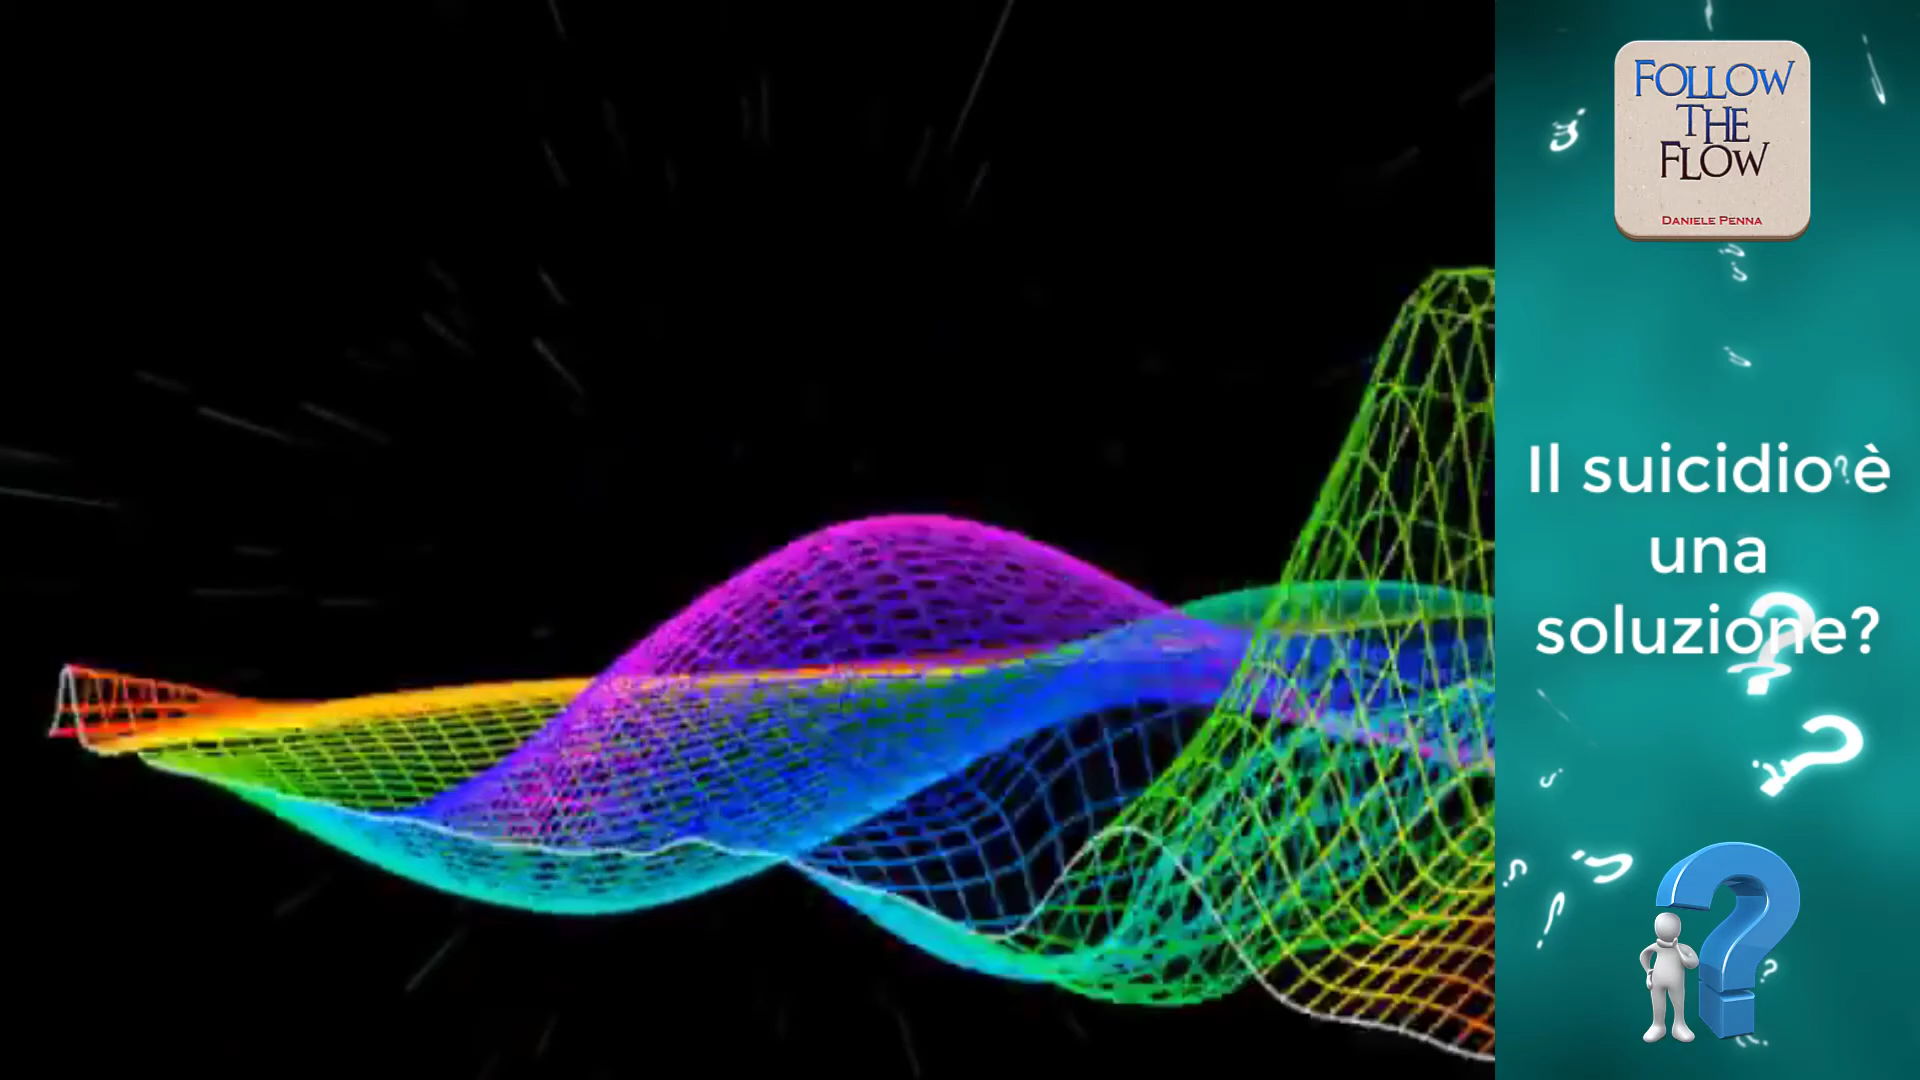 FOLLOW
THE
FLOW
DANIELE PENNA
Il suicidio è
una
soluzione?